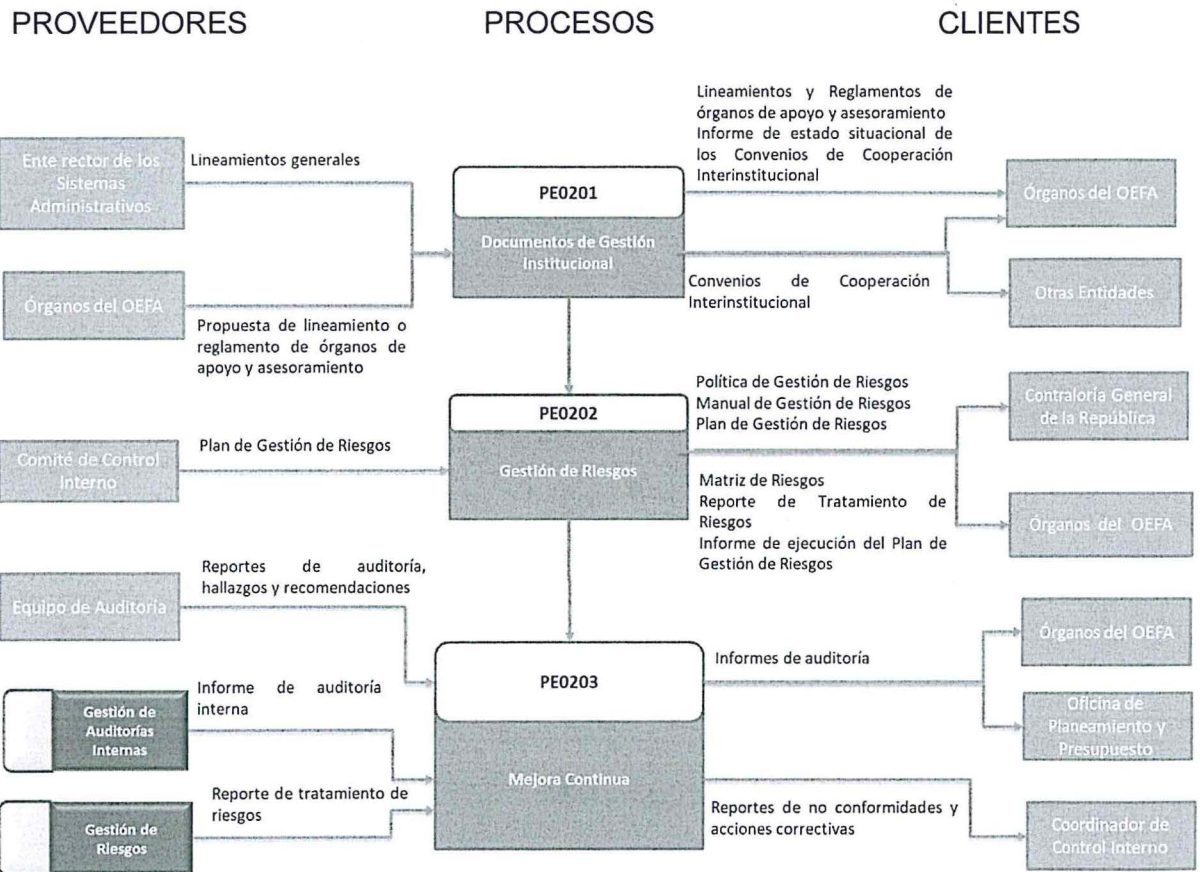 PROVEEDORES
PROCESOS
CLIENTES
Ente rector de los
Sistemas
Administrativos
Lineamientos generales
Órganos del OEFA
Propuesta de lineamiento o
reglamento de órganos de
apoyo y asesoramiento
PE0201
Documentos de Gestión
Institucional
Lineamientos y Reglamentos de
órganos de apoyo y asesoramiento
Informe de estado situacional de
los Convenios de Cooperación
Interinstitucional
Convenios de Cooperación
Interinstitucional
Órganos del OEFA
Otras Entidades
Comité de Control
Interno
Plan de Gestión de Riesgos
PE0202
Gestión de Riesgos
Política de Gestión de Riesgos
Manual de Gestión de Riesgos
Plan de Gestión de Riesgos
Matriz de Riesgos
Reporte de Tratamiento de
Riesgos
Informe de ejecución del Plan de
Gestión de Riesgos
Contraloría General
de la República
Órganos del OEFA
Equipo de Auditoría
Reportes de auditoría,
hallazgos y recomendaciones
Gestión de
Auditorías
Internas
Informe de auditoría
interna
Gestión de
Riesgos
Reporte de tratamiento de
riesgos
PE0203
Mejora Continua
Informes de auditoría
Reportes de no conformidades y
acciones correctivas
Órganos del OEFA
Oficina de
Planeamiento y
Presupuesto
Coordinador de
Control Interno